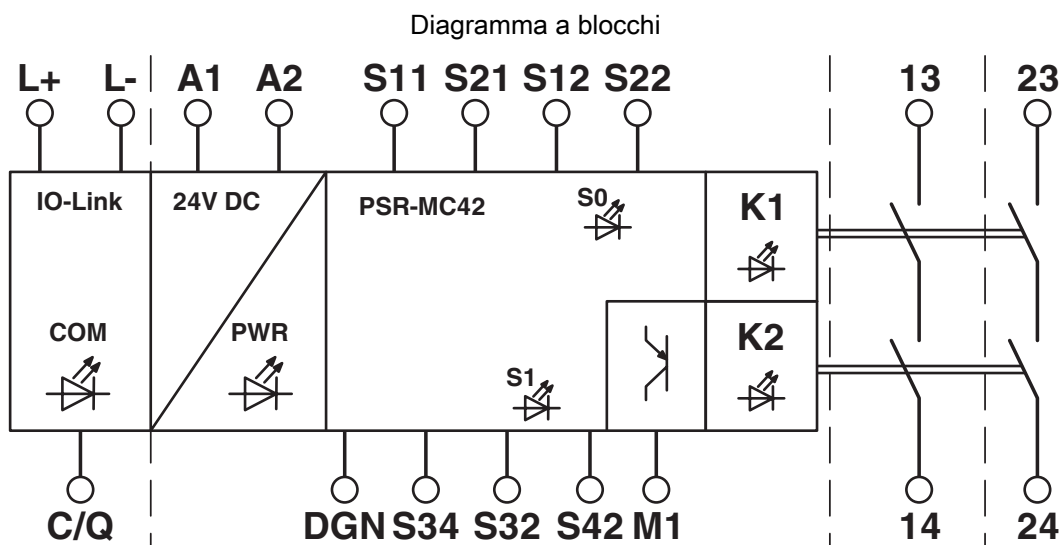 Diagramma a blocchi
L+ L- A1 A2 S11 S21 S12 S22 13 23
IO-Link 24V DC PSR-MC42 S0 K1
COM PWR S1 K2
C/Q DGN S34 S32 S42 M1 14 24